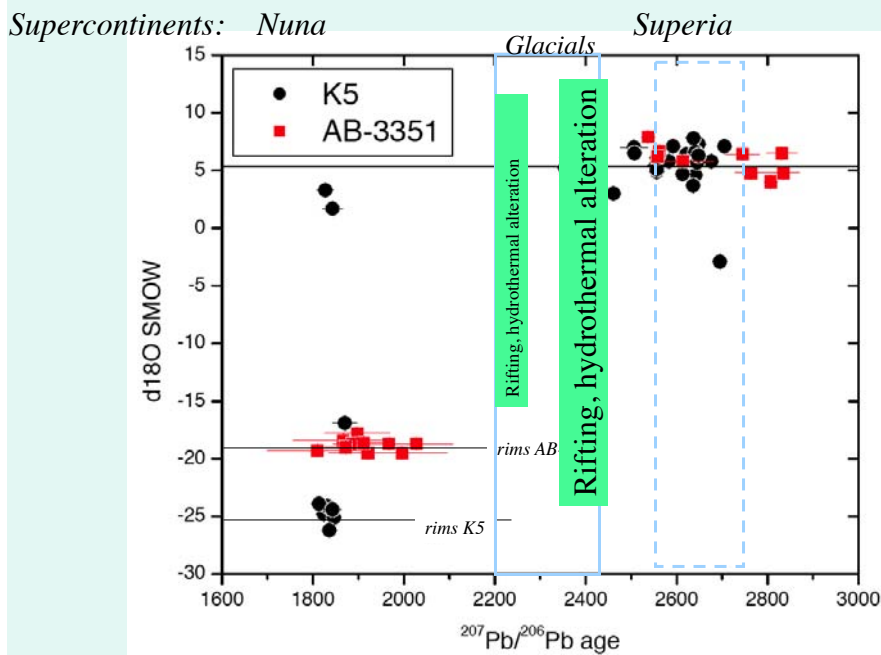 Supercontinents: Nuna Superia
Glacials
15
10
5
0
-5
-10
-15
-20
-25
-30
d18O SMOW
K5
AB-3351
Rifting, hydrothermal alteration
Rifting, hydrothermal alteration
rims AB-
rims K5
1600 1800 2000 2200 2400 2600 2800 3000
²⁰⁷Pb/²⁰⁶Pb age